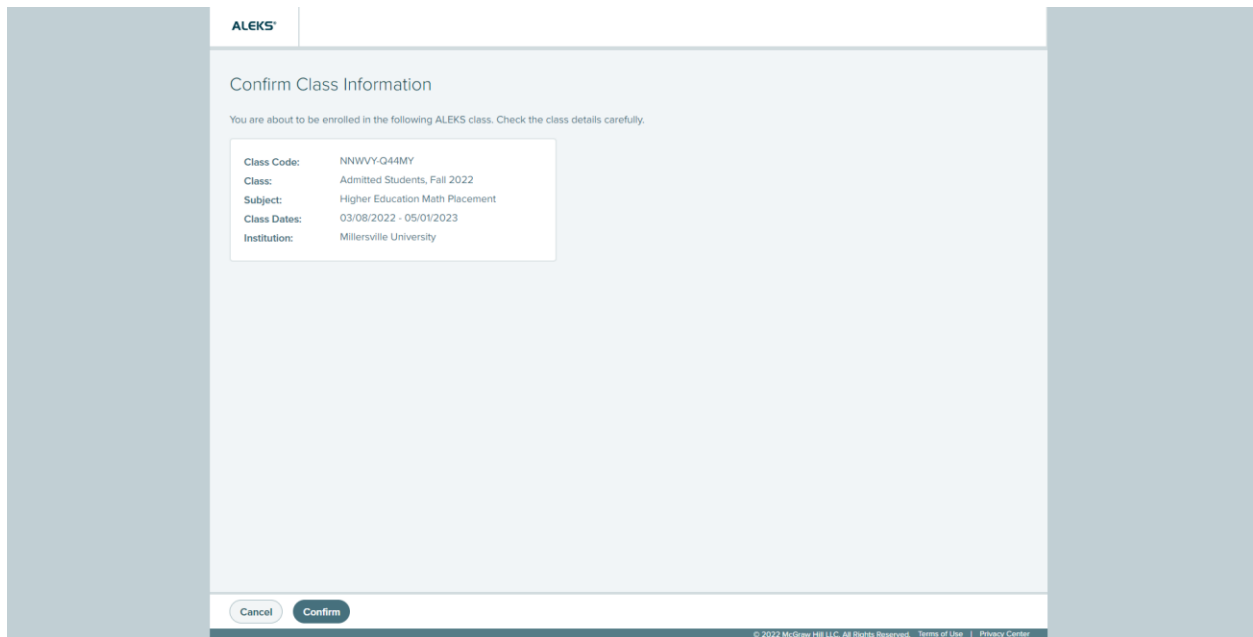 ALEKS®
Confirm Class Information
You are about to be enrolled in the following ALEKS class. Check the class details carefully.
Class Code: NNWVY-Q44MY
Class: Admitted Students, Fall 2022
Subject: Higher Education Math Placement
Class Dates: 03/08/2022 - 05/01/2023
Institution: Millersville University
Cancel Confirm
© 2022 McGraw Hill LLC. All Rights Reserved. Terms of Use | Privacy Center